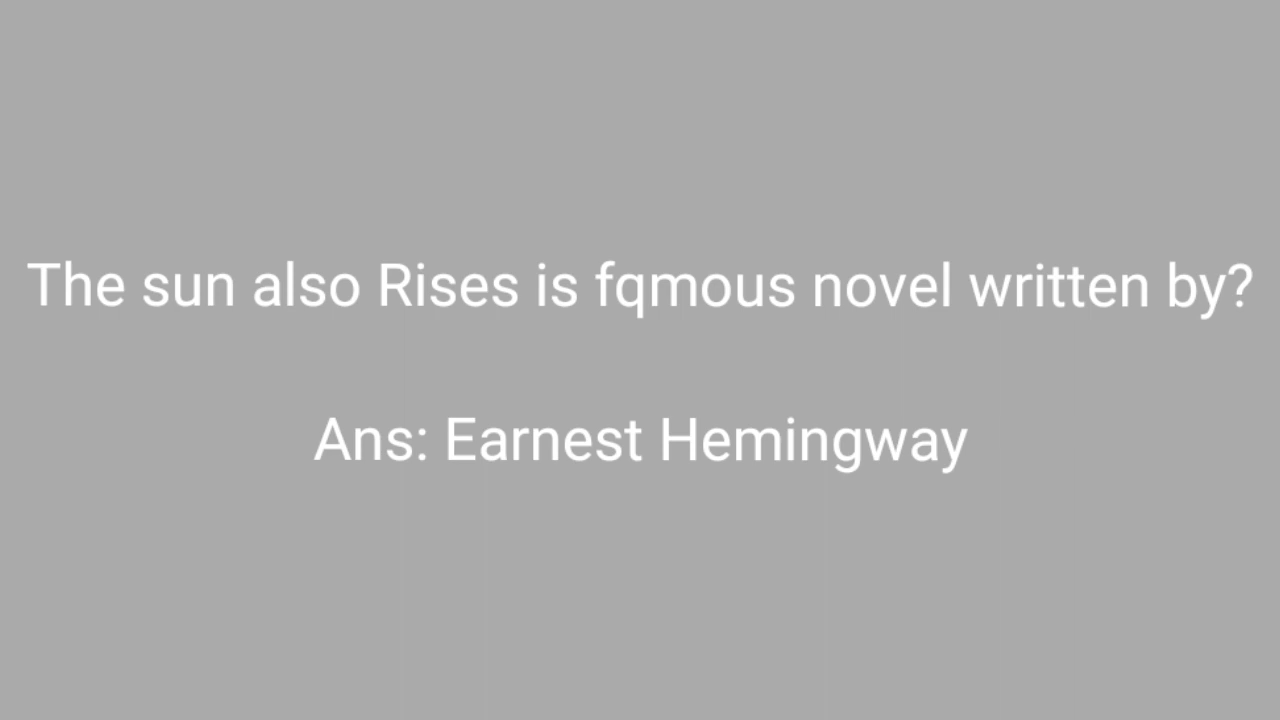 The sun also Rises is fqmous novel written by?
Ans: Earnest Hemingway